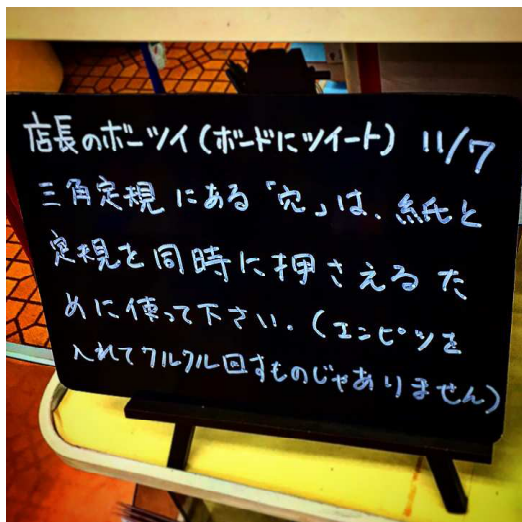 店長のボーツイ(ボードにツイート) 11/7
三角定規にある「穴」は、紙と
定規を同時に押さえるた
めに使って下さい。(エンピツを
入れてクルクル回すものじゃありません)